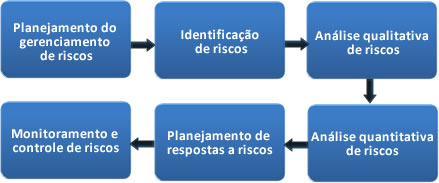 Planejamento do
gerenciamento
de riscos
Identificação
de riscos
Análise qualitativa
de riscos
Análise quantitativa
de riscos
Planejamento de
respostas a riscos
Monitoramento e
controle de riscos